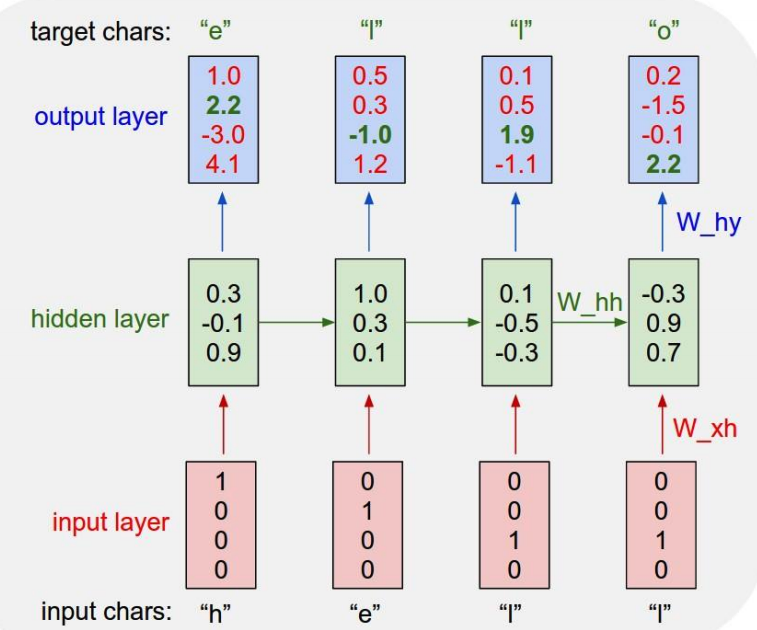 target chars: “e” “l” “l” “o”
1.0 0.5 0.1 0.2
2.2 0.3 0.5 -1.5
output layer
-3.0 -1.0 1.9 -0.1
4.1 1.2 -1.1 2.2
W_hy
0.3 1.0 0.1 -0.3
W_hh
hidden layer -0.1 0.3 -0.5 0.9
0.9 0.1 -0.3 0.7
W_xh
1 0 0 0
0 1 0 0
input layer
0 0 1 1
0 0 0 0
input chars: “h” “e” “l” “l”